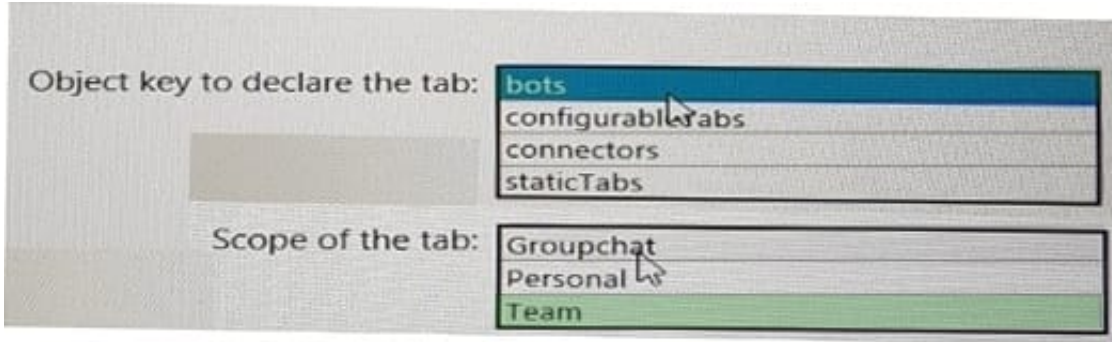 Object key to declare the tab: bots
configurableTabs
connectors
staticTabs
Scope of the tab: Groupchat
Personal
Team